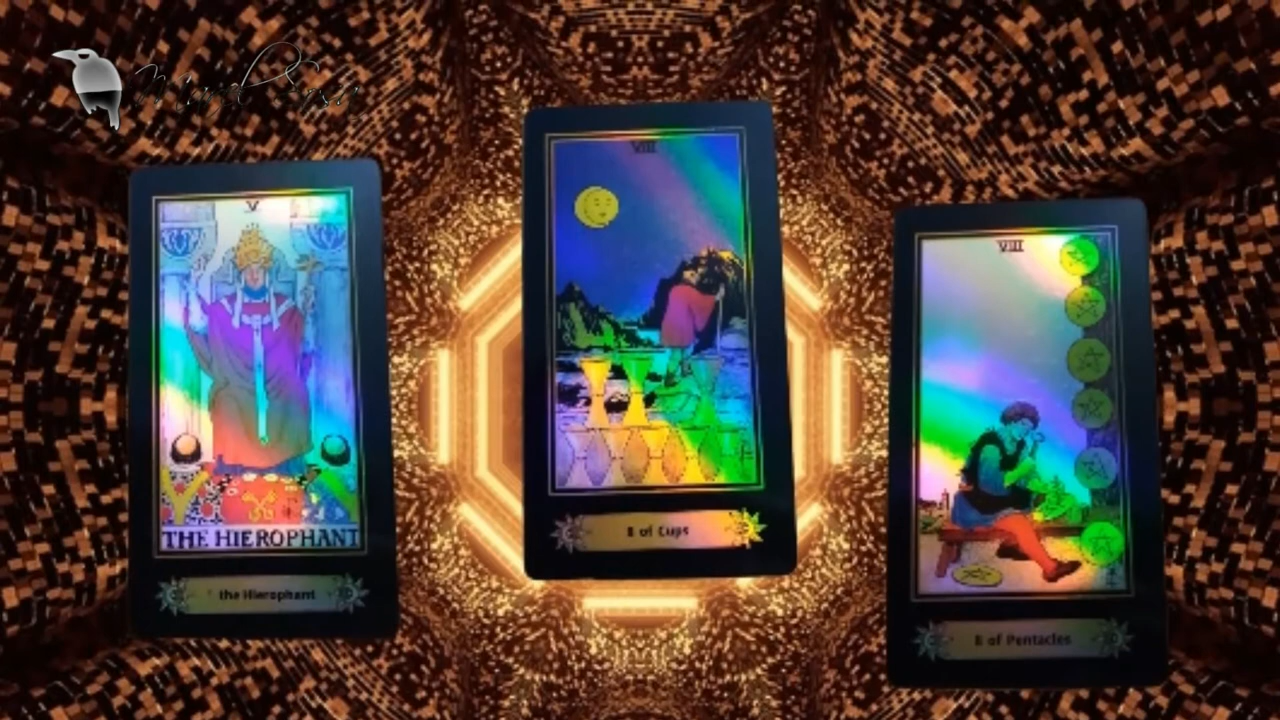 V
THE HIEROPHANT
the Hierophant
VIII
8 of Cups
VIII
8 of Pentacles